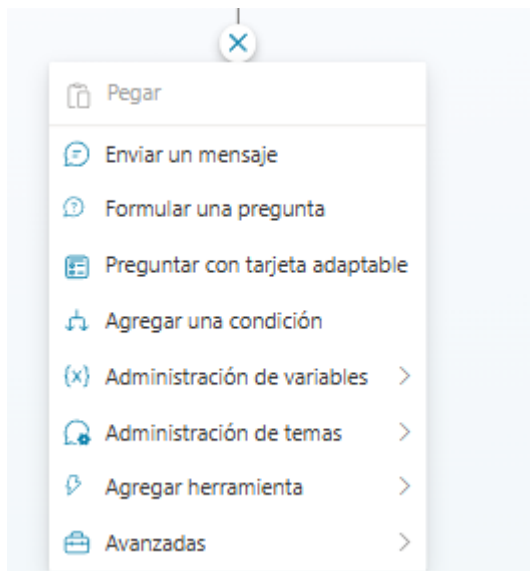 Pegar
Enviar un mensaje
Formular una pregunta
Preguntar con tarjeta adaptable
Agregar una condición
Administración de variables
Administración de temas
Agregar herramienta
Avanzadas